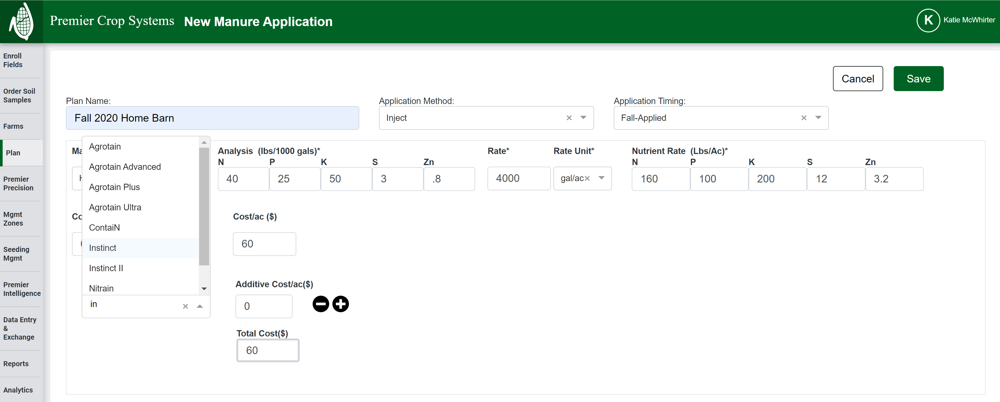 Premier Crop Systems New Manure Application
K Katie McWhirter
Enroll
Fields
Order Soil
Samples
Farms
Plan
Premier
Precision
Mgmt
Zones
Seeding
Mgmt
Premier
Intelligence
Data Entry
&
Exchange
Reports
Analytics
Cancel Save
Plan Name: Application Method: Application Timing:
Fall 2020 Home Barn Inject × Fall-Applied ×
Agrotain
Agrotain Advanced
Agrotain Plus
Agrotain Ultra
ContaiN
Instinct
Instinct II
Nitrain
in ×
Analysis (lbs/1000 gals)* Rate* Rate Unit* Nutrient Rate (Lbs/Ac)*
N P K S Zn N P K S Zn
40 25 50 3 .8 4000 gal/ac× 160 100 200 12 3.2
Cost/ac ($)
60
Additive Cost/ac($)
0
Total Cost($)
60